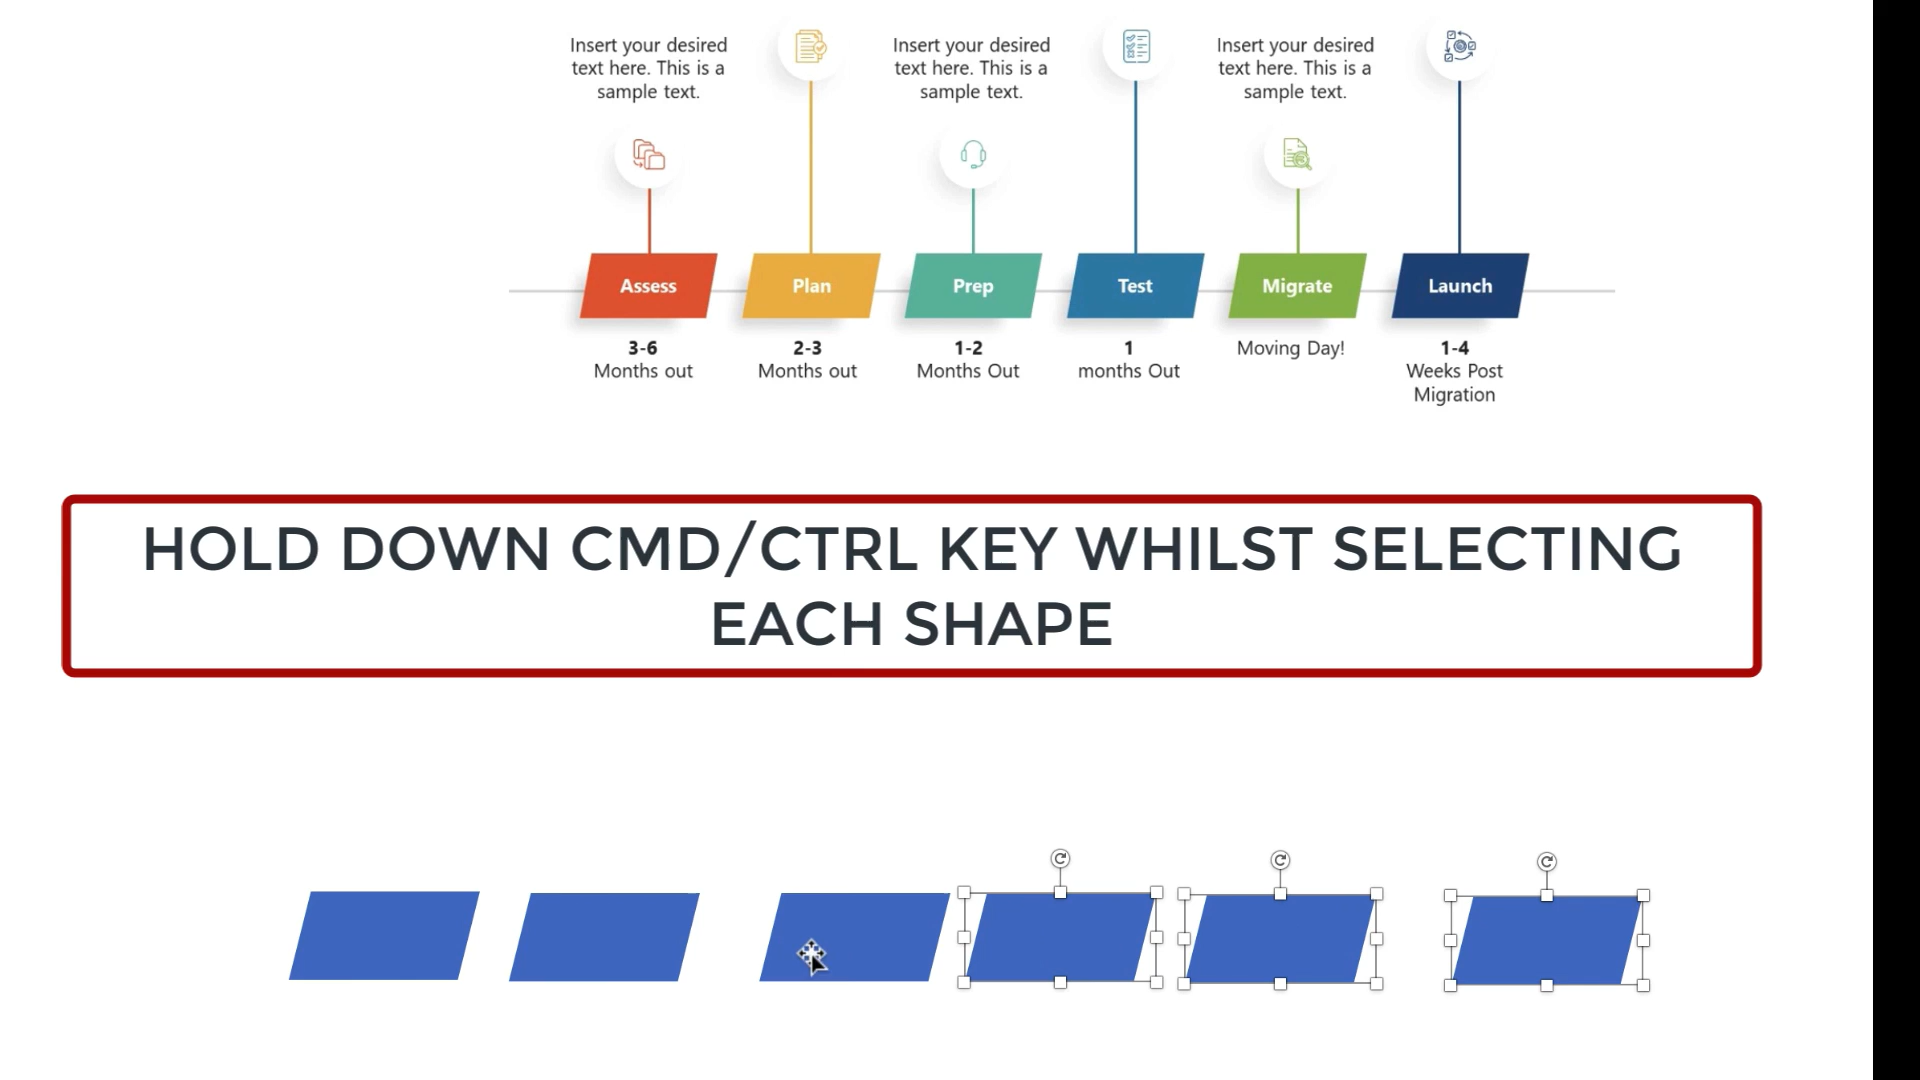 Insert your desired
text here. This is a
sample text.
Insert your desired
text here. This is a
sample text.
Insert your desired
text here. This is a
sample text.
Assess
Plan
Prep
Test
Migrate
Launch
3-6
Months out
2-3
Months out
1-2
Months Out
1
months Out
Moving Day!
1-4
Weeks Post
Migration
HOLD DOWN CMD/CTRL KEY WHILST SELECTING
EACH SHAPE